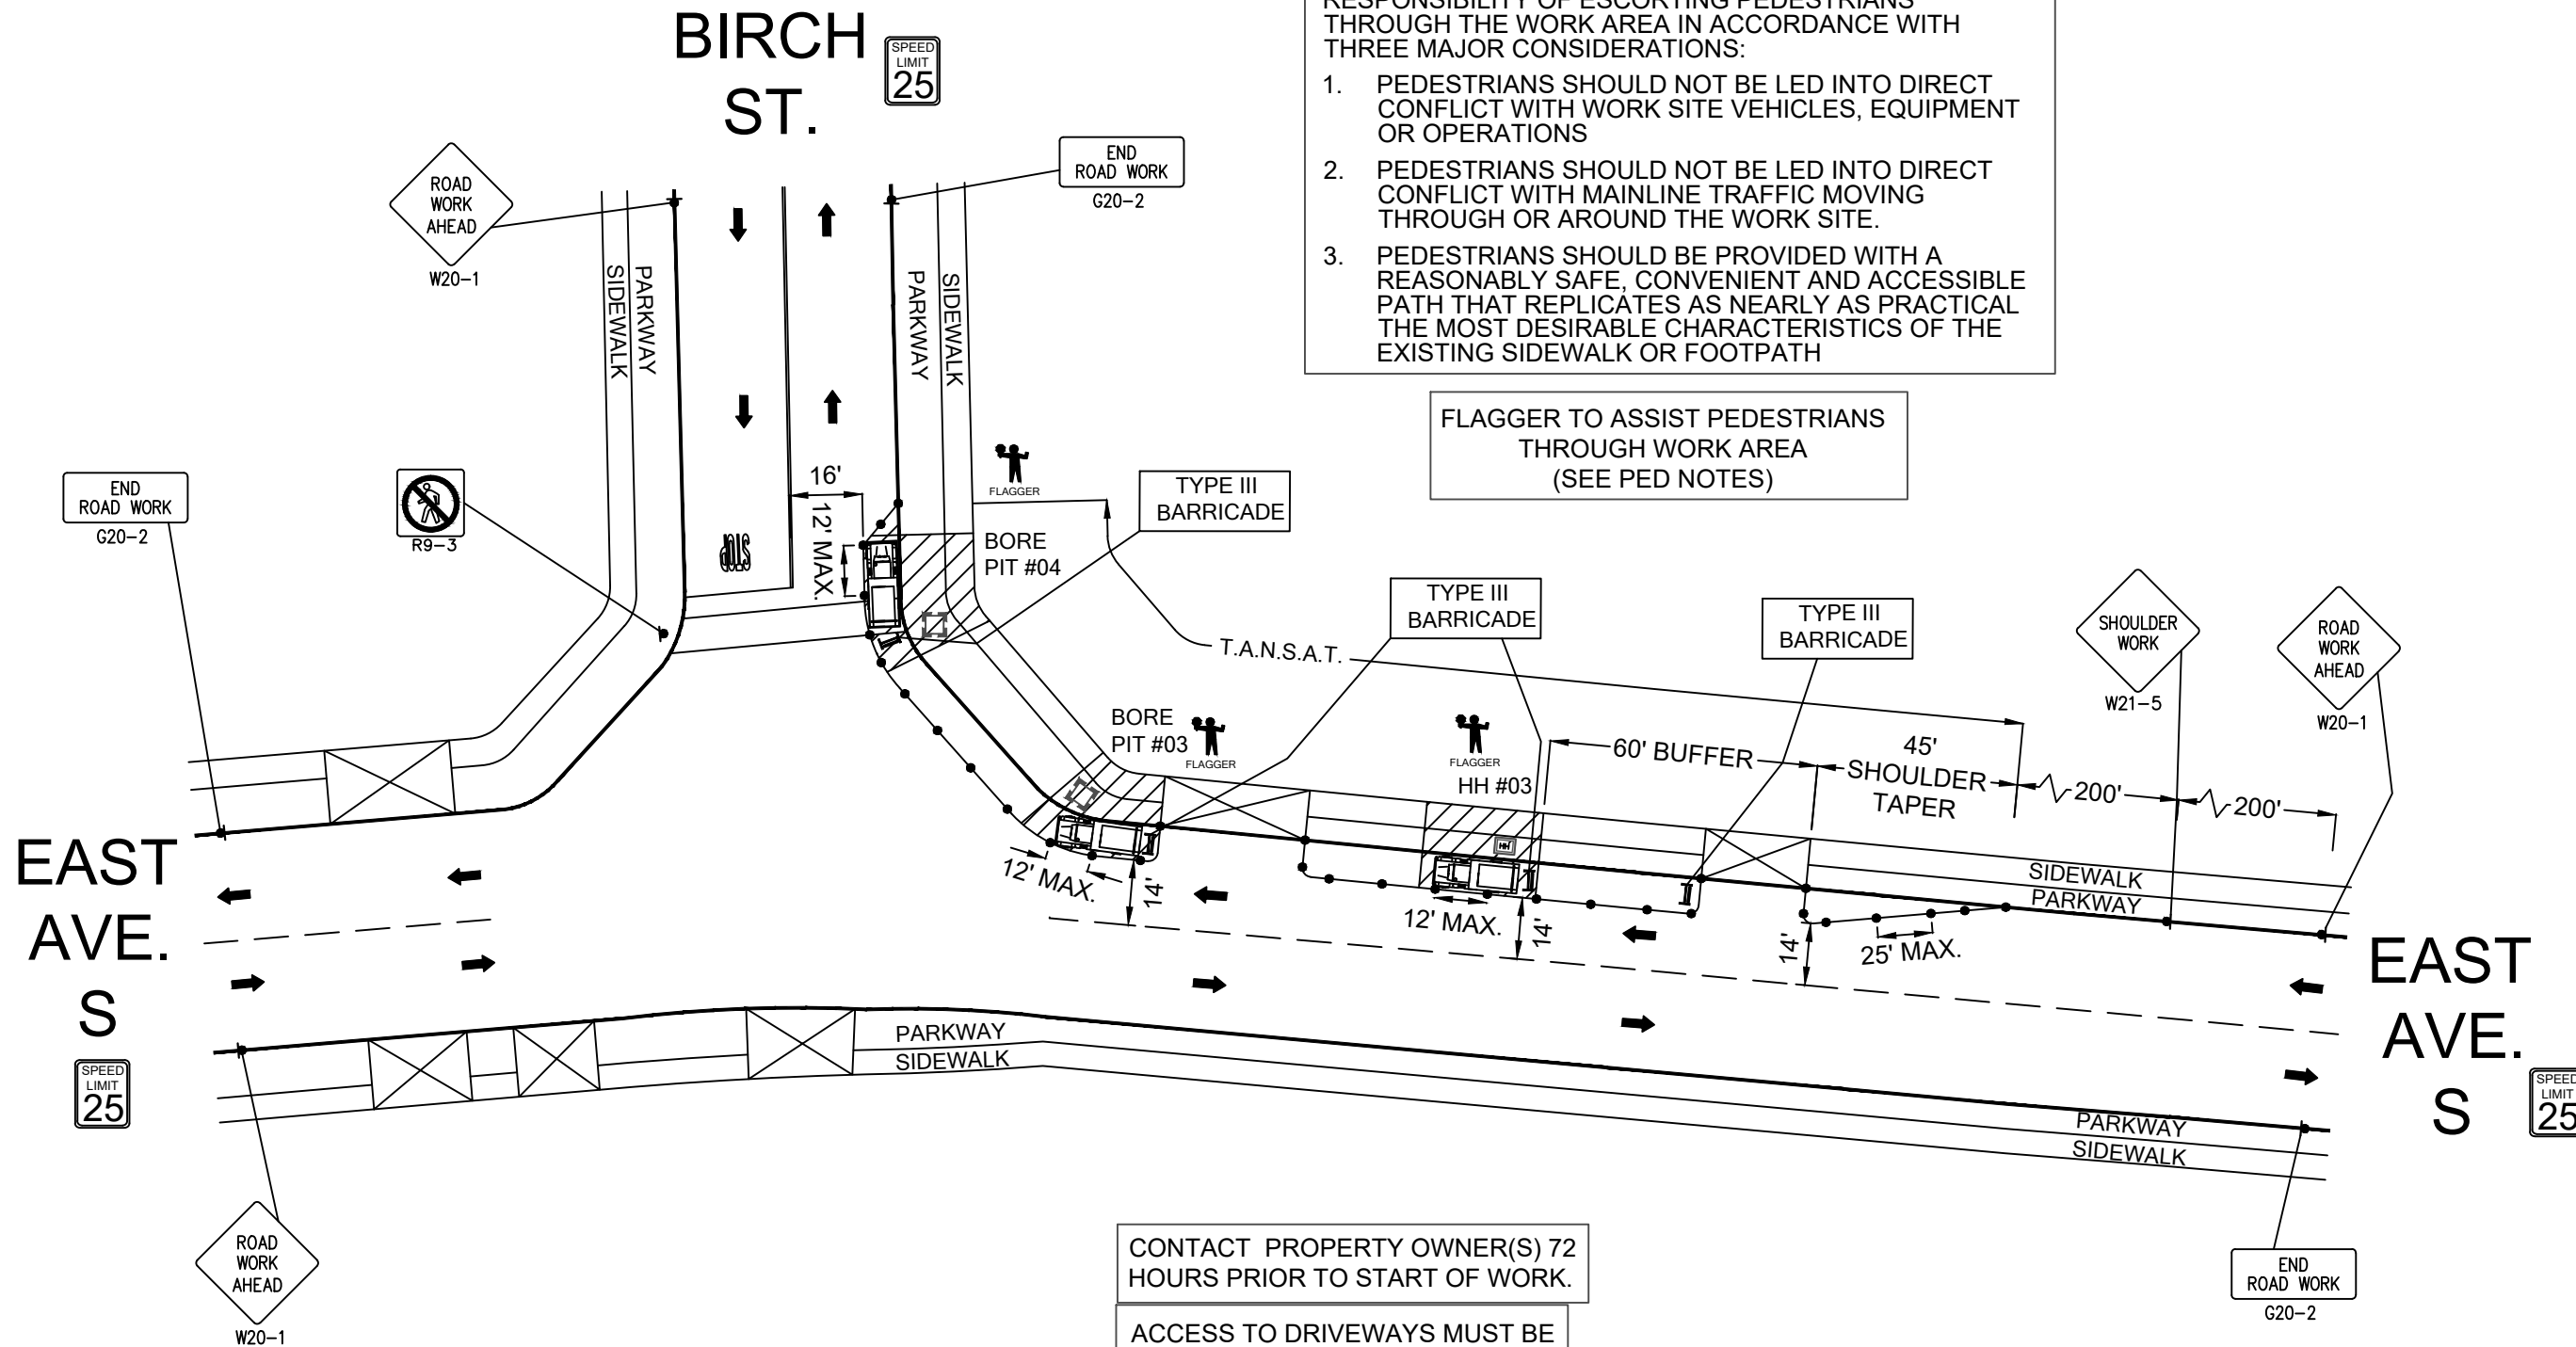 BIRCH
ST.
SPEED
LIMIT
25
RESPONSIBILITY OF ESCORTING PEDESTRIANS
THROUGH THE WORK AREA IN ACCORDANCE WITH
THREE MAJOR CONSIDERATIONS:
1. PEDESTRIANS SHOULD NOT BE LED INTO DIRECT
CONFLICT WITH WORK SITE VEHICLES, EQUIPMENT
OR OPERATIONS
2. PEDESTRIANS SHOULD NOT BE LED INTO DIRECT
CONFLICT WITH MAINLINE TRAFFIC MOVING
THROUGH OR AROUND THE WORK SITE.
3. PEDESTRIANS SHOULD BE PROVIDED WITH A
REASONABLY SAFE, CONVENIENT AND ACCESSIBLE
PATH THAT REPLICATES AS NEARLY AS PRACTICAL
THE MOST DESIRABLE CHARACTERISTICS OF THE
EXISTING SIDEWALK OR FOOTPATH
FLAGGER TO ASSIST PEDESTRIANS
THROUGH WORK AREA
(SEE PED NOTES)
ROAD
WORK
AHEAD
W20-1
END
ROAD WORK
G20-2
SIDEWALK
PARKWAY
PARKWAY
SIDEWALK
END
ROAD WORK
G20-2
R9-3
16'
12' MAX.
STOP
FLAGGER
TYPE III
BARRICADE
BORE
PIT #04
TYPE III
BARRICADE
TYPE III
BARRICADE
T.A.N.S.A.T.
SHOULDER
WORK
W21-5
ROAD
WORK
AHEAD
W20-1
BORE
PIT #03
FLAGGER
FLAGGER
HH #03
HH
60' BUFFER
45'
SHOULDER
TAPER
200'
200'
12' MAX.
14'
12' MAX.
14'
14'
25' MAX.
SIDEWALK
PARKWAY
EAST
AVE.
S
SPEED
LIMIT
25
EAST
AVE.
S
SPEED
LIMIT
25
PARKWAY
SIDEWALK
PARKWAY
SIDEWALK
ROAD
WORK
AHEAD
W20-1
END
ROAD WORK
G20-2
CONTACT PROPERTY OWNER(S) 72
HOURS PRIOR TO START OF WORK.
ACCESS TO DRIVEWAYS MUST BE